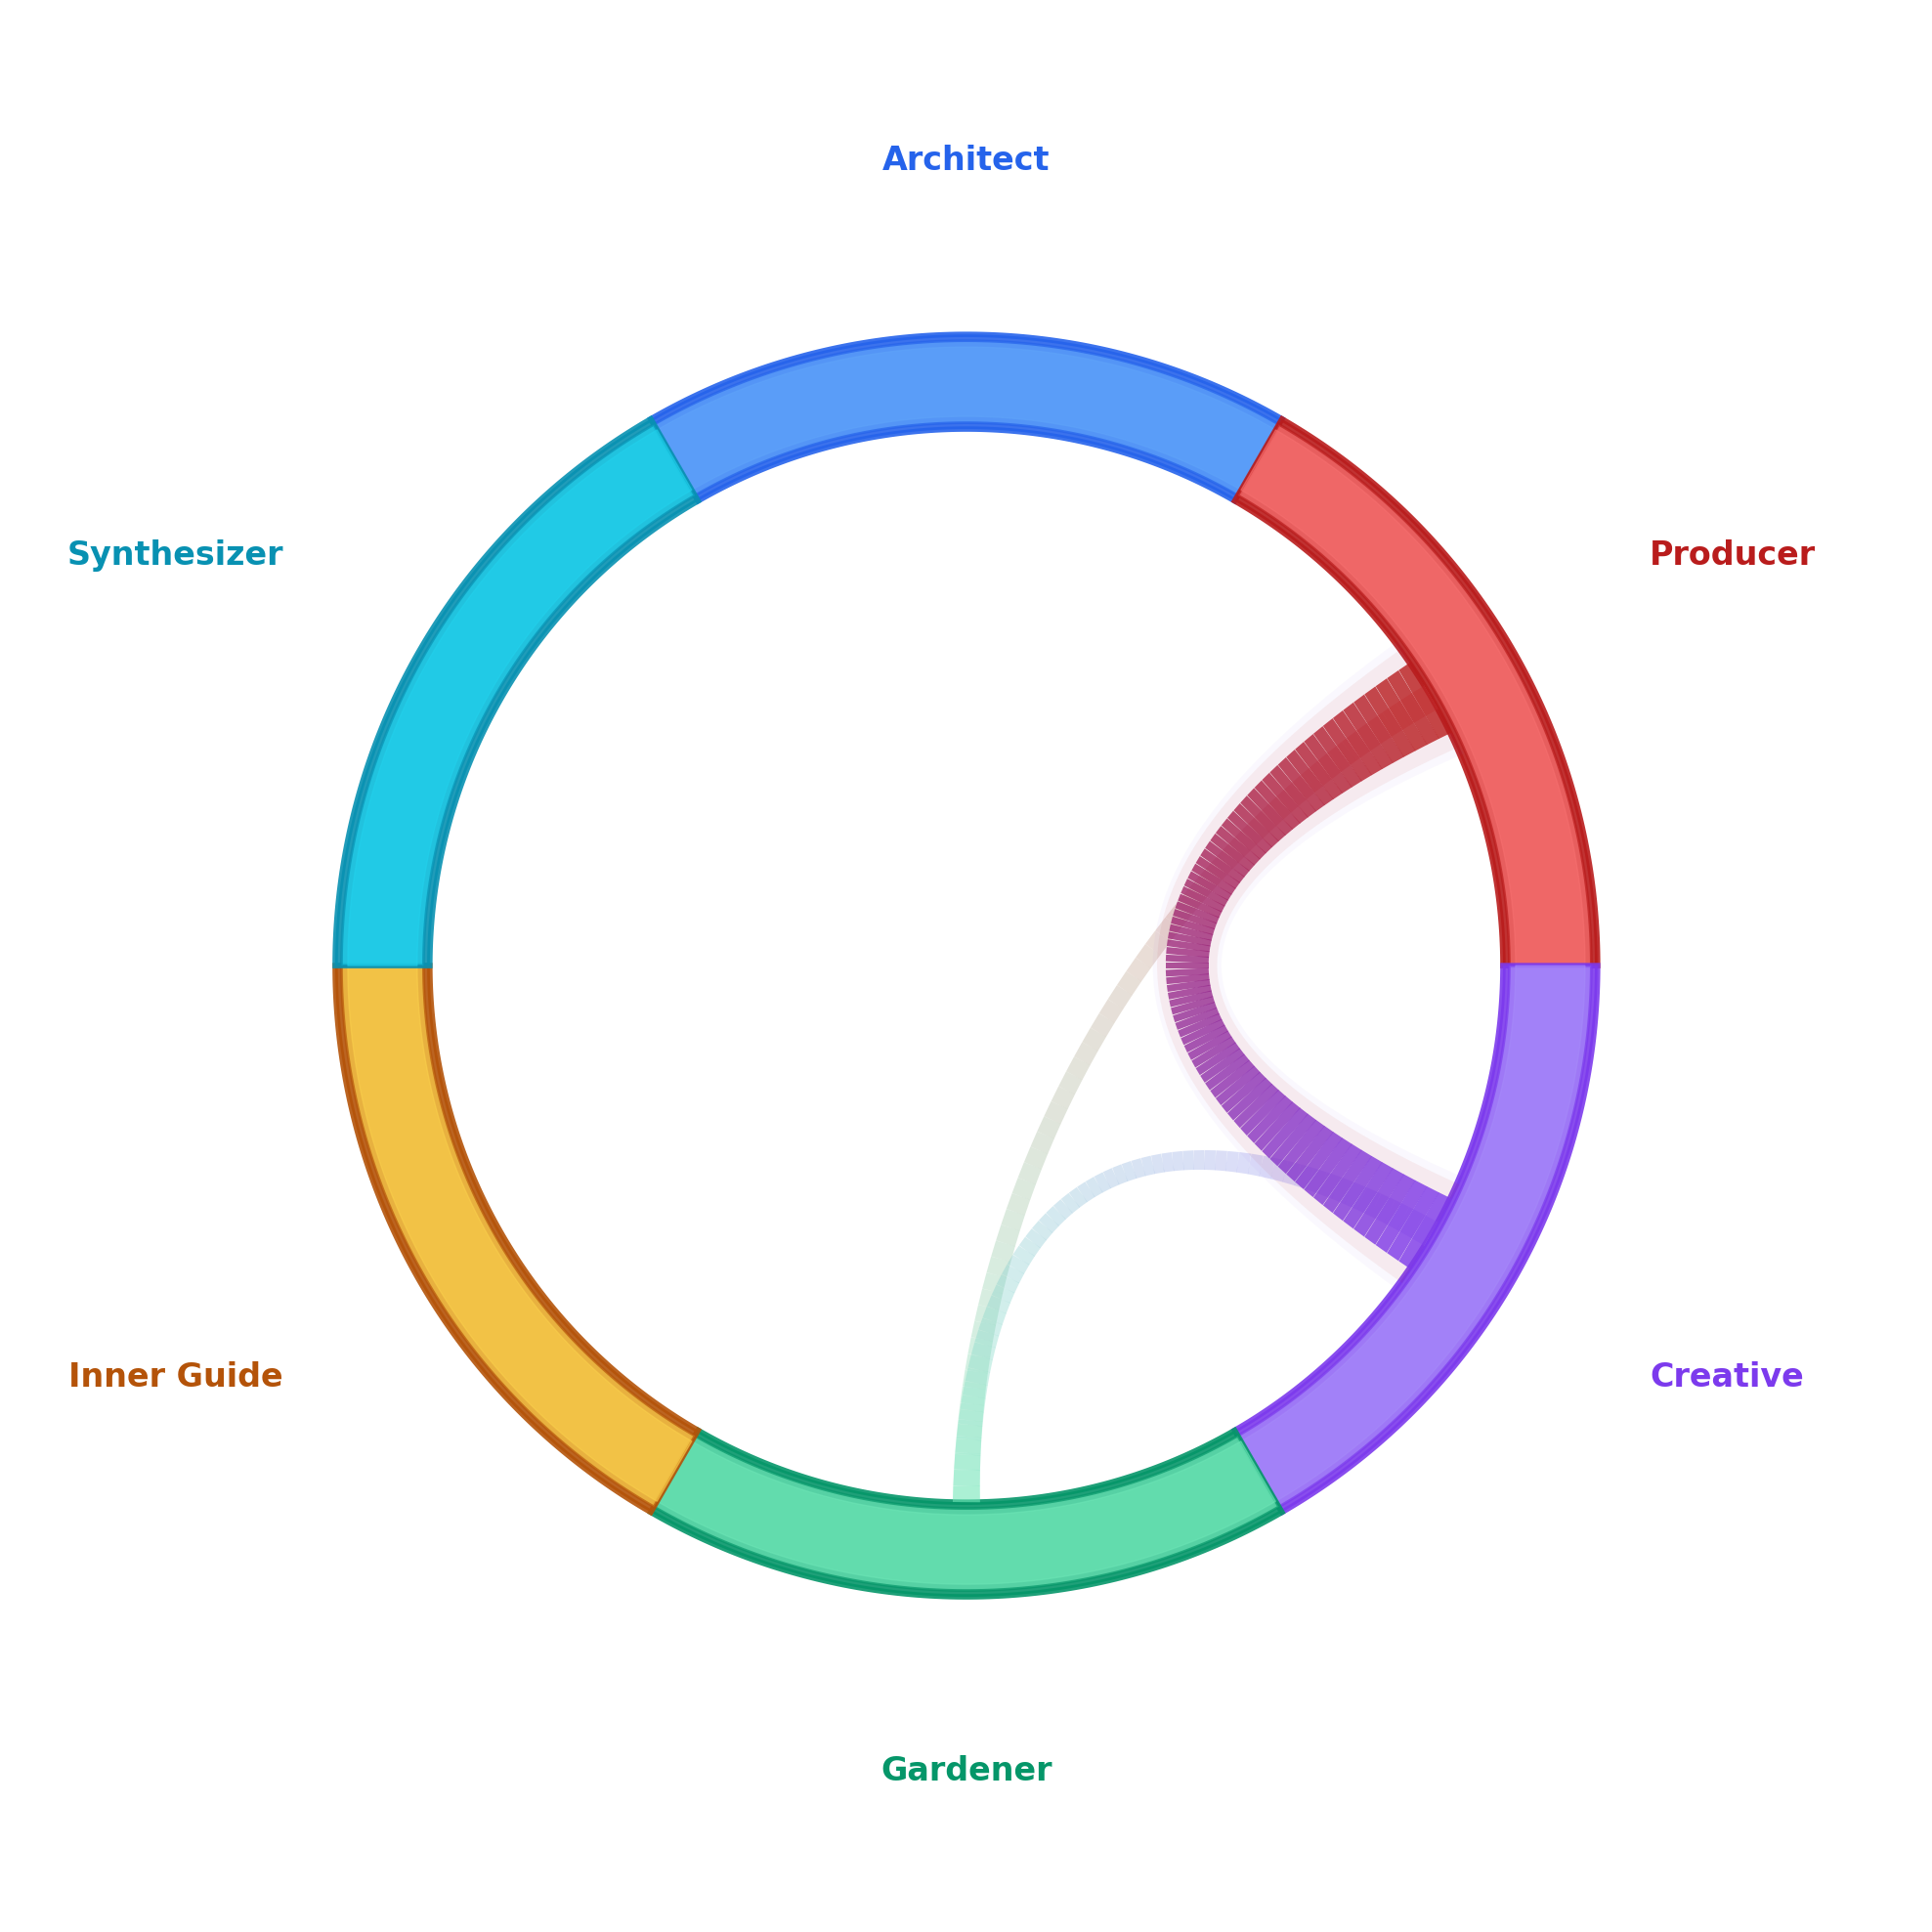 Architect
Synthesizer
Producer
Inner Guide
Creative
Gardener